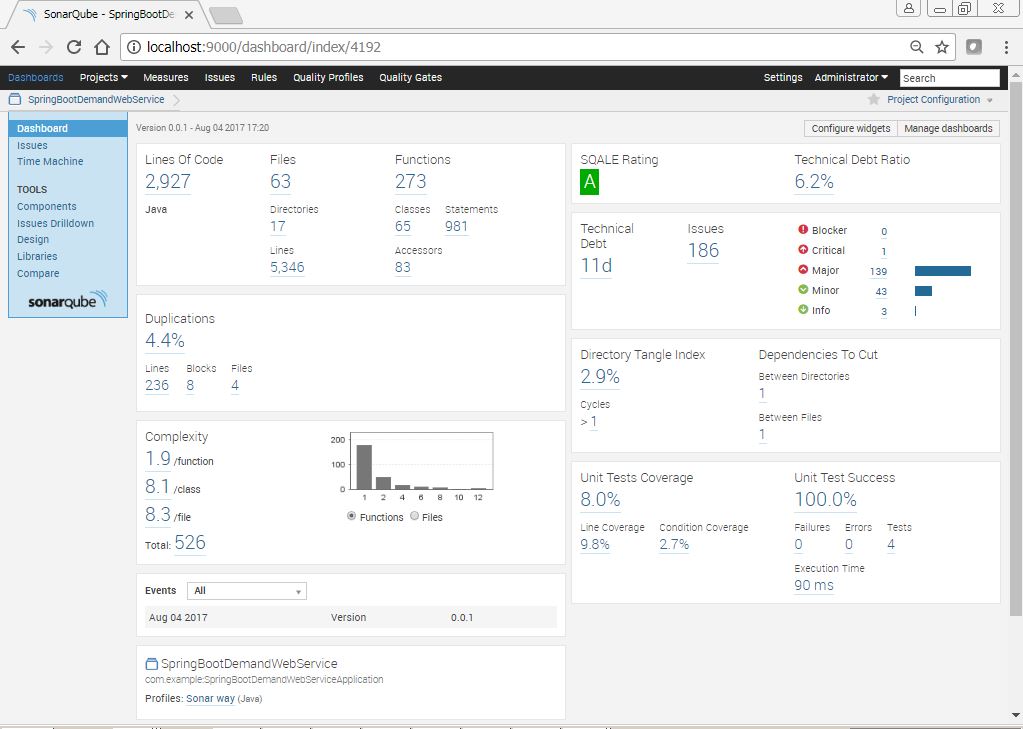 SonarQube - SpringBootDe
localhost:9000/dashboard/index/4192
Dashboards Projects Measures Issues Rules Quality Profiles Quality Gates Settings Administrator Search
SpringBootDemandWebService Project Configuration
Dashboard
Issues
Time Machine
TOOLS
Components
Issues Drilldown
Design
Libraries
Compare
sonarqube
Version 0.0.1 - Aug 04 2017 17:20
Configure widgets Manage dashboards
Lines Of Code Files Functions
2,927 63 273
Java Directories Classes Statements
17 65 981
Lines Accessors
5,346 83
Duplications
4.4%
Lines Blocks Files
236 8 4
Complexity
1.9 /function
8.1 /class
8.3 /file
Total: 526
200
100
0
1 2 4 6 8 10 12
Functions Files
Events All
Aug 04 2017 Version 0.0.1
SpringBootDemandWebService
com.example:SpringBootDemandWebServiceApplication
Profiles: Sonar way (Java)
SQALE Rating Technical Debt Ratio
A 6.2%
Technical Debt
11d
Issues
186
Blocker 0
Critical 1
Major 139
Minor 43
Info 3
Directory Tangle Index Dependencies To Cut
2.9% Between Directories
1
Cycles
> 1
Between Files
1
Unit Tests Coverage Unit Test Success
8.0% 100.0%
Line Coverage Condition Coverage Failures Errors Tests
9.8% 2.7% 0 0 4
Execution Time
90 ms